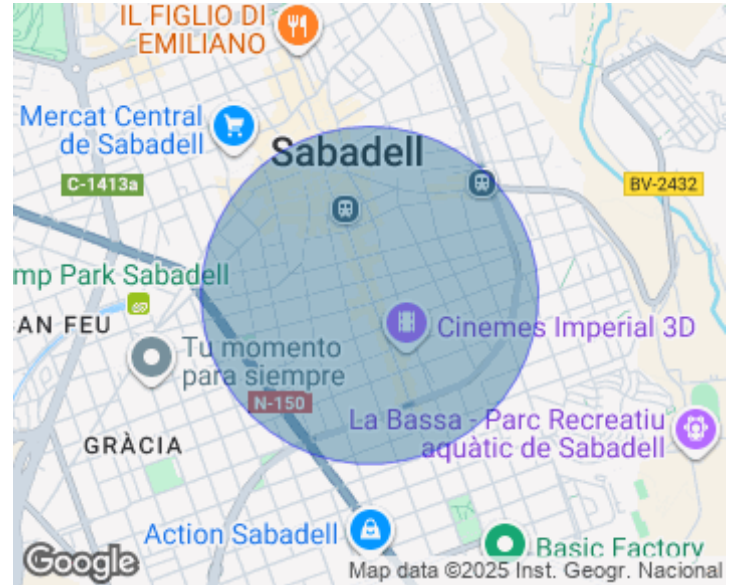 IL FIGLIO DI
EMILIANO
Mercat Central
de Sabadell
Sabadell
C-1413a
BV-2432
mp Park Sabadell
AN FEU
Cinemes Imperial 3D
Tu momento
para siempre
N-150
La Bassa - Parc Recreatiu
aquàtic de Sabadell
GRÀCIA
Action Sabadell
Basic Factory
Google
Map data ©2025 Inst. Geogr. Nacional